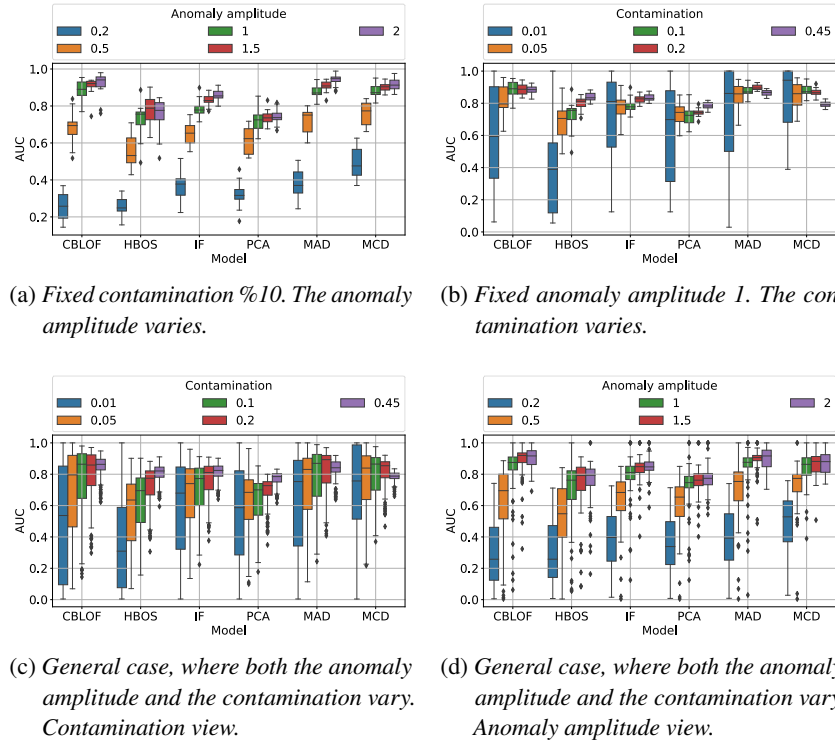 Anomaly amplitude
0.2 1 2
0.5 1.5
1.0
0.8
0.6
0.4
0.2
AUC
CBLOF HBOS IF PCA MAD MCD
Model
(a) Fixed contamination %10. The anomaly
amplitude varies.
Contamination
0.01 0.1 0.45
0.05 0.2
1.0
0.8
0.6
0.4
0.2
0.0
AUC
CBLOF HBOS IF PCA MAD MCD
Model
(b) Fixed anomaly amplitude 1. The con
tamination varies.
Contamination
0.01 0.1 0.45
0.05 0.2
1.0
0.8
0.6
0.4
0.2
0.0
AUC
CBLOF HBOS IF PCA MAD MCD
Model
(c) General case, where both the anomaly
amplitude and the contamination vary.
Contamination view.
Anomaly amplitude
0.2 1 2
0.5 1.5
1.0
0.8
0.6
0.4
0.2
0.0
AUC
CBLOF HBOS IF PCA MAD MCD
Model
(d) General case, where both the anomaly
amplitude and the contamination vary
Anomaly amplitude view.